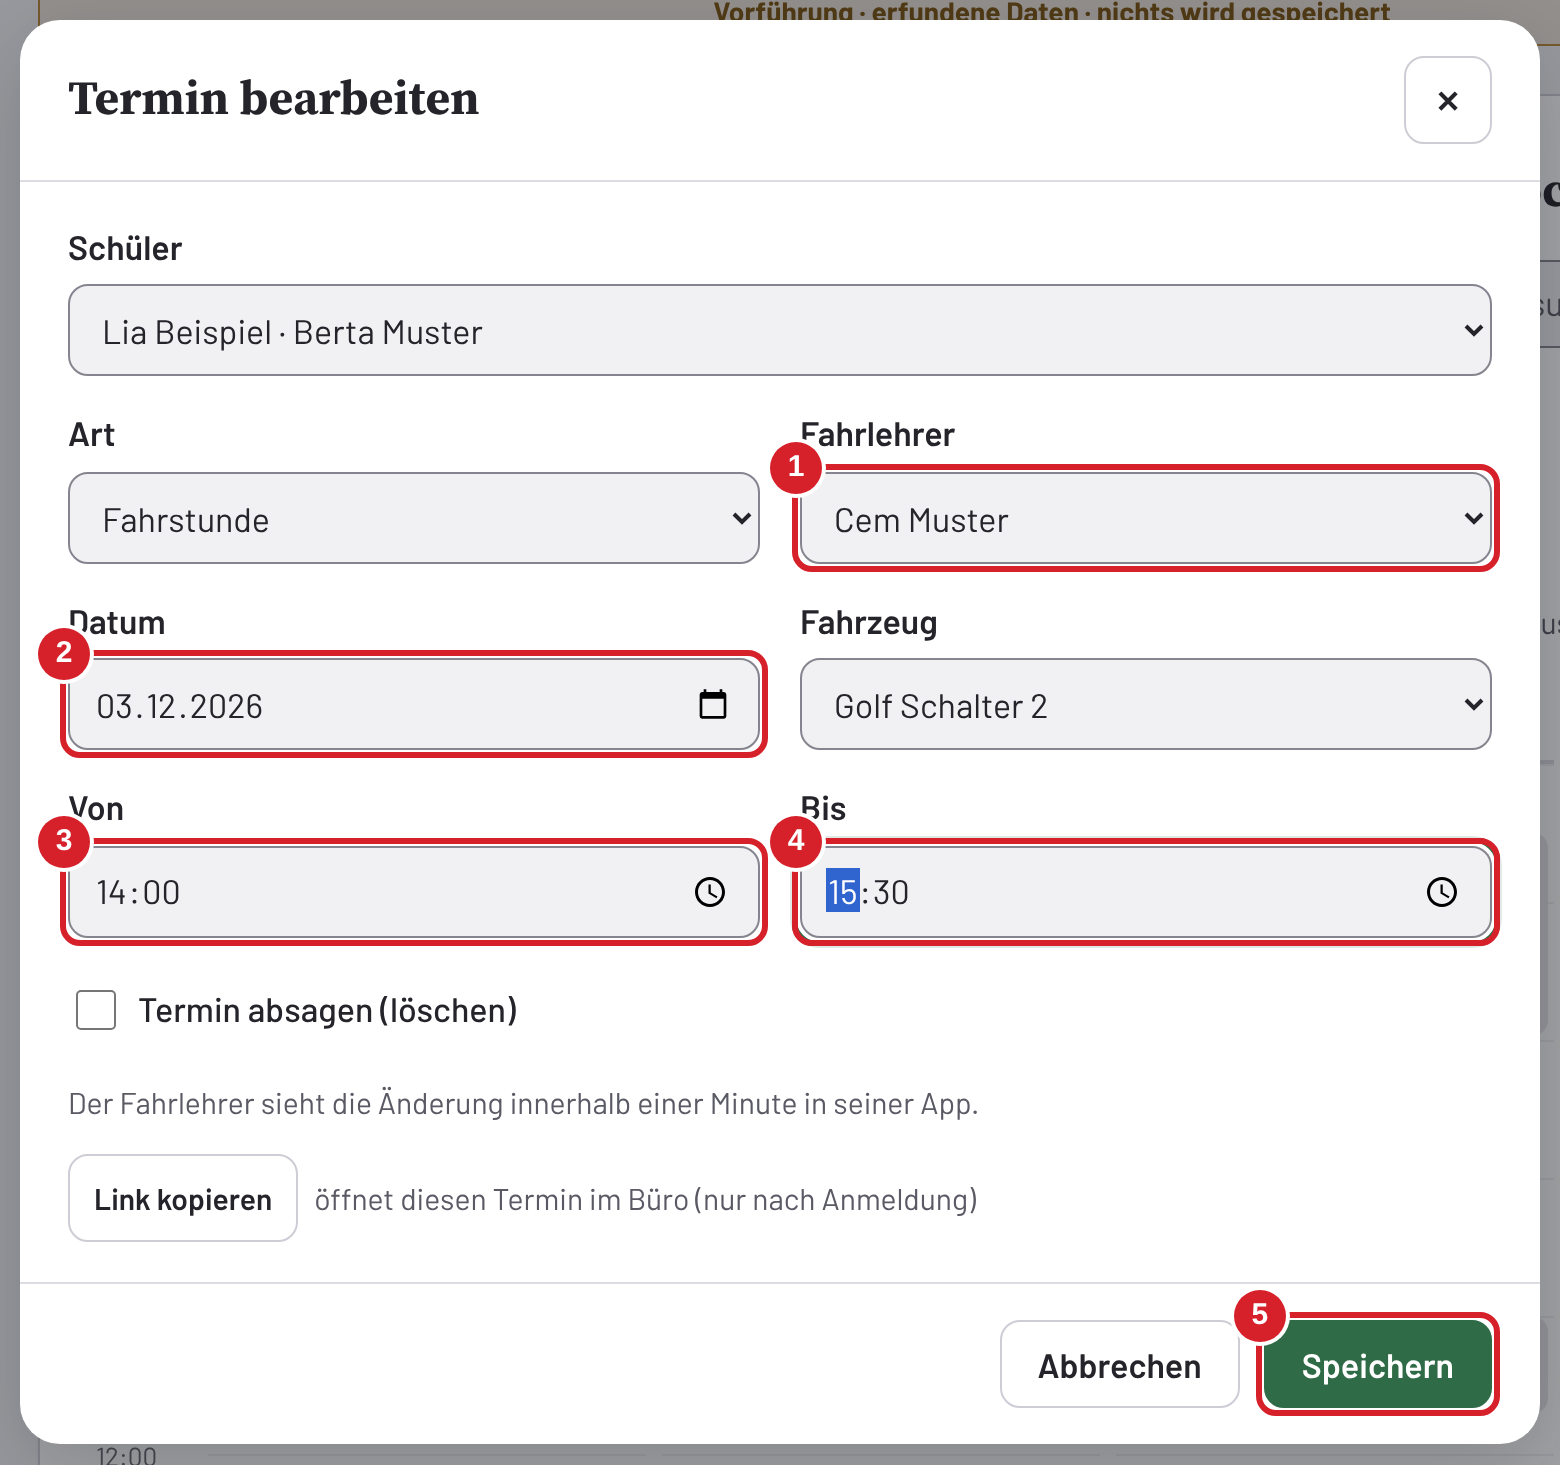 Vorführung · erfundene Daten · nichts wird gespeichert
Termin bearbeiten
Schüler
Lia Beispiel · Berta Muster
Art
Fahrlehrer
1
Fahrstunde
Cem Muster
Datum
Fahrzeug
2
03.12.2026
Golf Schalter 2
Von
Bis
3
4
14:00
15:30
Termin absagen (löschen)
Der Fahrlehrer sieht die Änderung innerhalb einer Minute in seiner App.
Link kopieren
öffnet diesen Termin im Büro (nur nach Anmeldung)
5
Abbrechen
Speichern
12:00